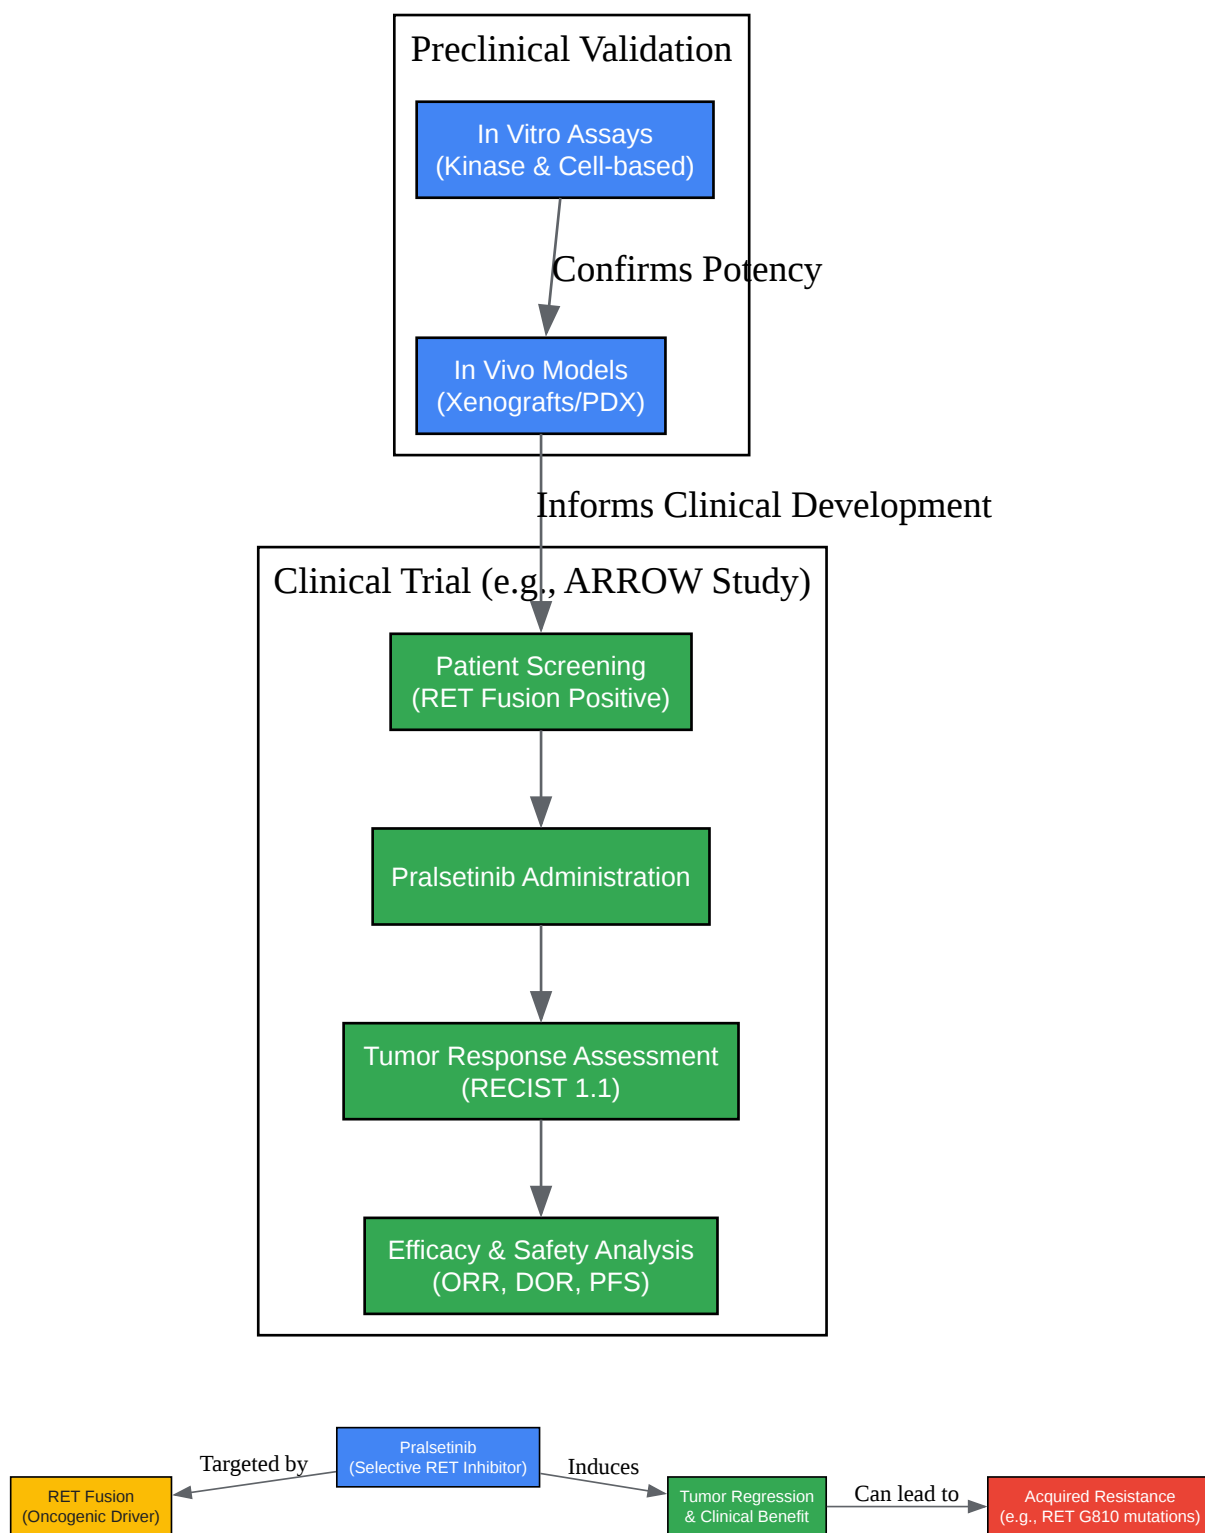 Preclinical Validation
In Vitro Assays
(Kinase & Cell-based)
Confirms Potency
In Vivo Models
(Xenografts/PDX)
Informs Clinical Development
Clinical Trial (e.g., ARROW Study)
Patient Screening
(RET Fusion Positive)
Pralsetinib Administration
Tumor Response Assessment
(RECIST 1.1)
Efficacy & Safety Analysis
(ORR, DOR, PFS)
Targeted by
Pralsetinib
(Selective RET Inhibitor)
Induces
RET Fusion
(Oncogenic Driver)
Tumor Regression
& Clinical Benefit
Can lead to
Acquired Resistance
(e.g., RET G810 mutations)